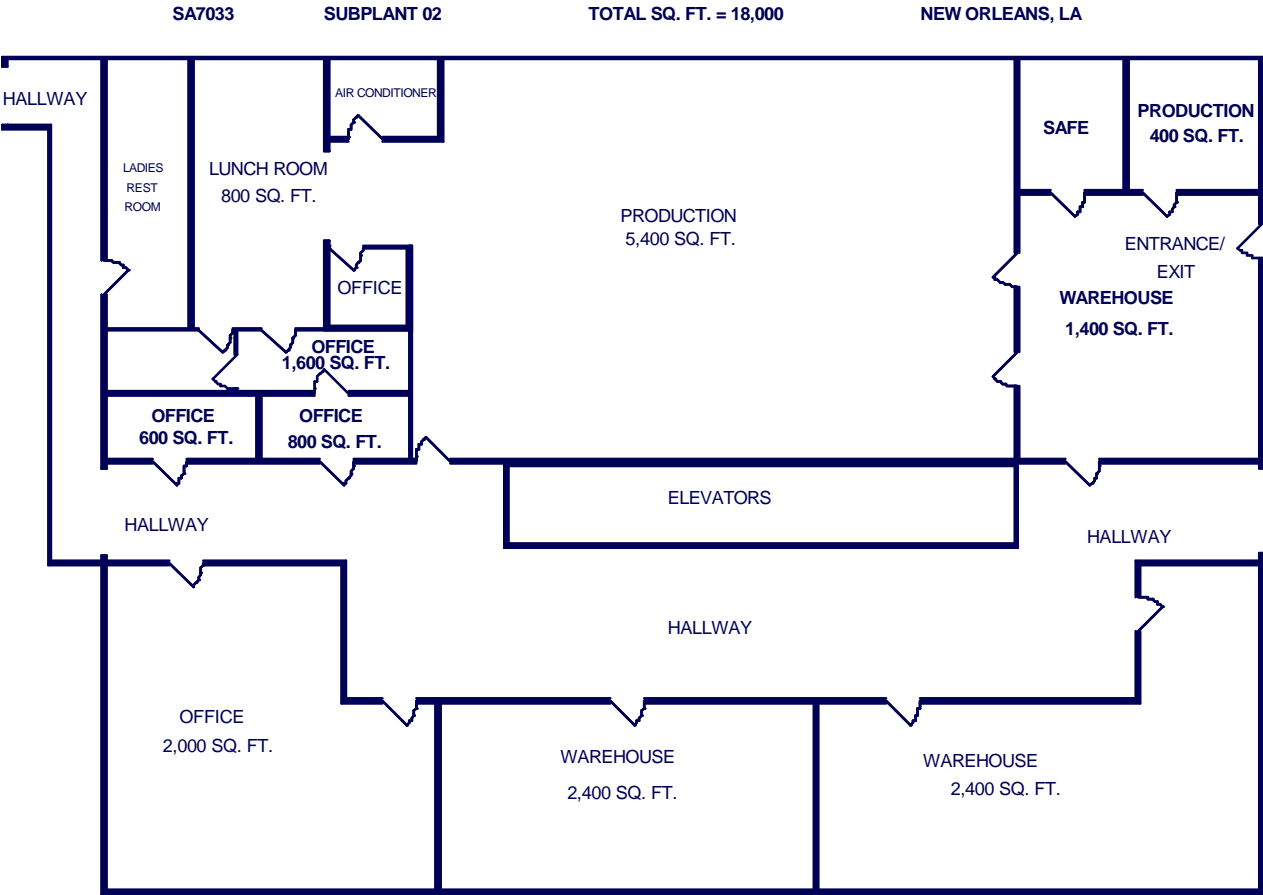 SA7033 SUBPLANT 02 TOTAL SQ. FT. = 18,000 NEW ORLEANS, LA
HALLWAY
AIR CONDITIONER
LADIES
REST
ROOM
LUNCH ROOM
800 SQ. FT.
PRODUCTION
5,400 SQ. FT.
SAFE
PRODUCTION
400 SQ. FT.
ENTRANCE/
EXIT
WAREHOUSE
1,400 SQ. FT.
OFFICE
OFFICE
1,600 SQ. FT.
OFFICE
600 SQ. FT.
OFFICE
800 SQ. FT.
ELEVATORS
HALLWAY
HALLWAY
HALLWAY
OFFICE
2,000 SQ. FT.
WAREHOUSE
2,400 SQ. FT.
WAREHOUSE
2,400 SQ. FT.